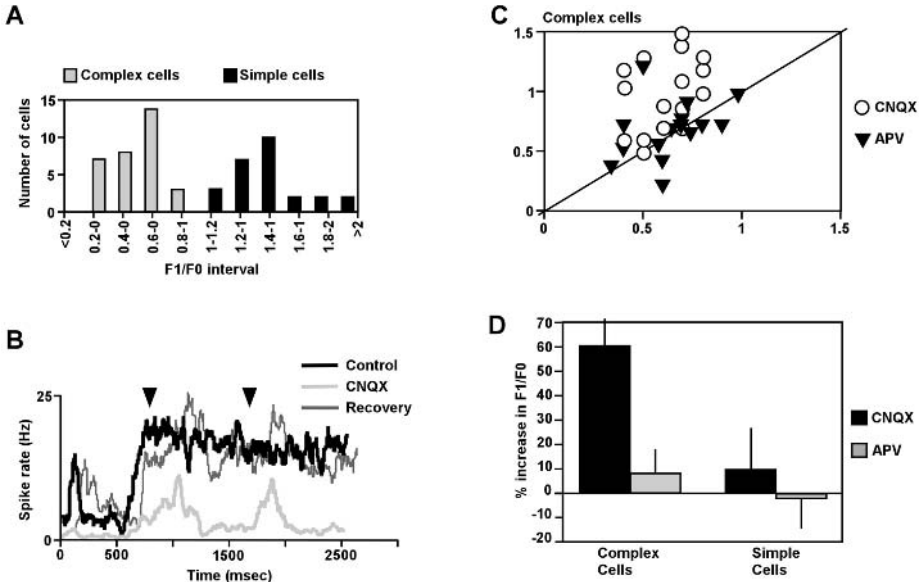 A
Complex cells
Simple cells
Number of cells
15
10
5
0
<0.2
0.2-0
0.4-0
0.6-0
0.8-1
1-1.2
1.2-1
1.4-1
1.6-1
1.8-2
>2
F1/F0 interval
B
Control
CNQX
Recovery
Spike rate (Hz)
25
0
0
500
1000
1500
2000
2500
Time (msec)
C
Complex cells
1.5
1
0.5
0
0
0.5
1
1.5
CNQX
APV
D
% increase in F1/F0
70
60
50
40
30
20
10
0
-10
-20
Complex
Cells
Simple
Cells
CNQX
APV